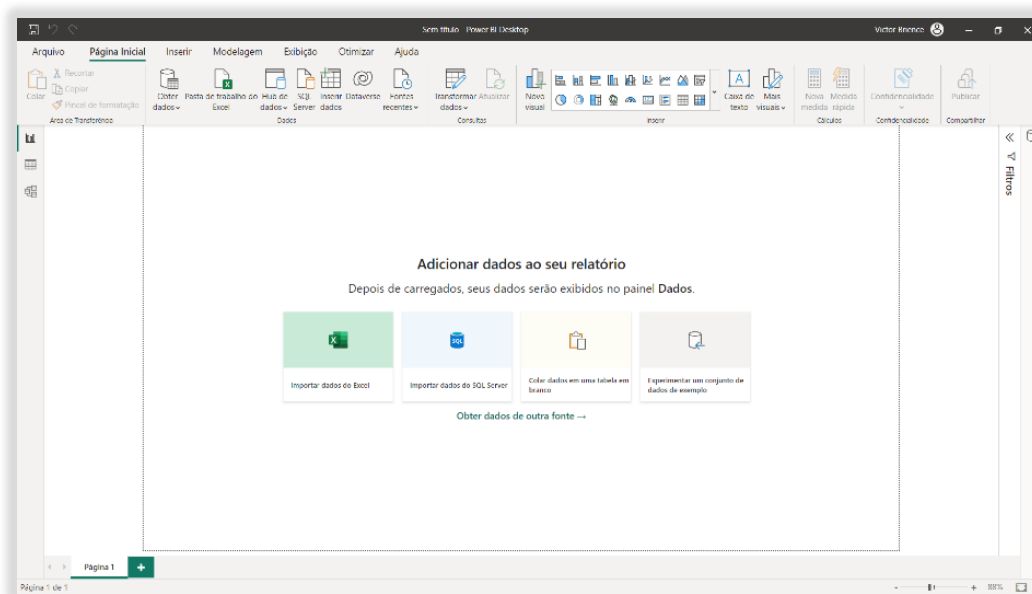 Sem título - Power BI Desktop
Victor Bnence
Arquivo Página Inicial Inserir Modelagem Exibição Otimizar Ajuda
Colar
Recortar
Copiar
Pincel de formatação
Área de Transferência
Obter dados
Pasta de trabalho do Excel
Hub de dados
SQL Server
Inserir dados
Dataverse
Fontes recentes
Dados
Transformar dados
Atualizar
Consultas
Novo visual
A
Caixa de texto
Mais visuais
Inserir
Nova medida
Medida rápida
Cálculos
Confidencialidade
Confidencialidade
Publicar
Compartilhar
Filtros
Adicionar dados ao seu relatório
Depois de carregados, seus dados serão exibidos no painel Dados.
SQL
Importar dados do Excel
Importar dados do SQL Server
Colar dados em uma tabela em
branco
Experimentar um conjunto de
dados de exemplo
Obter dados de outra fonte →
Página 1
Página 1 de 1